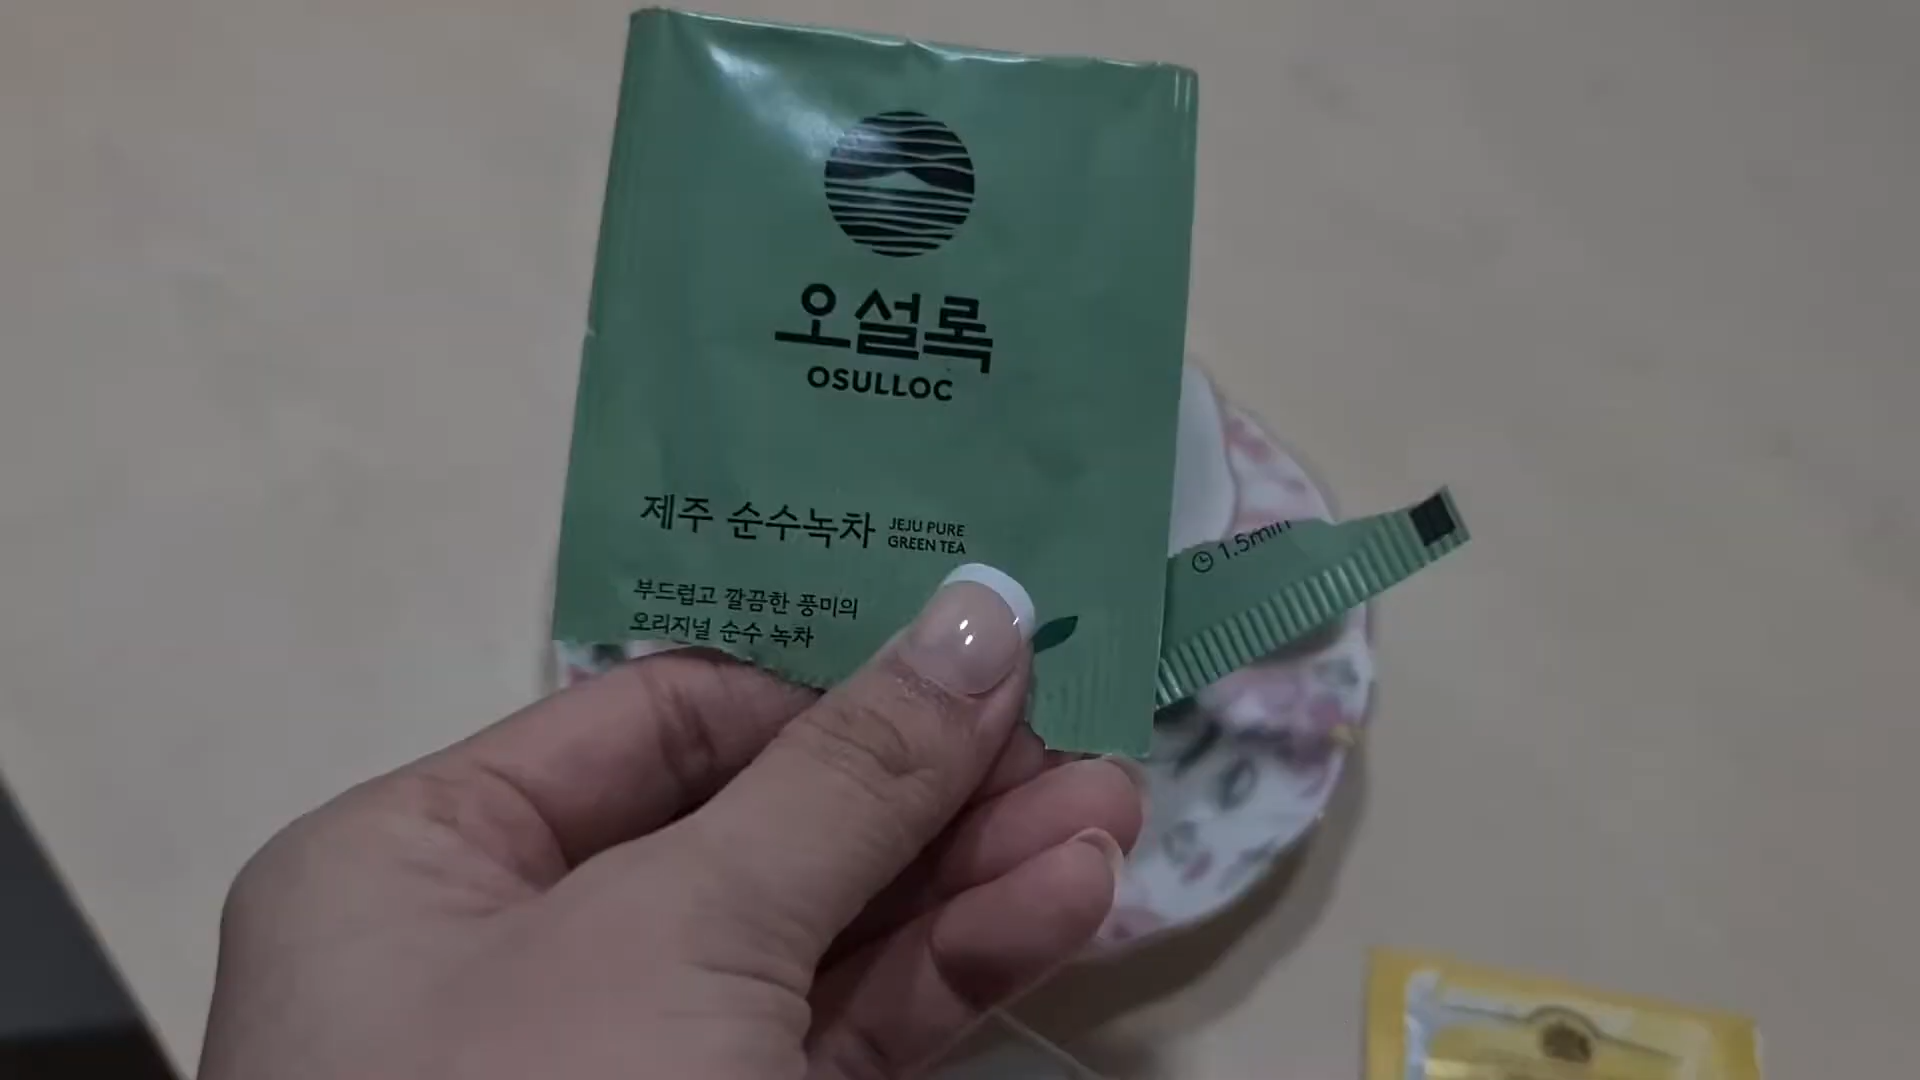 오설록
OSULLOC
제주 순수녹차 JEJU PURE
GREEN TEA
부드럽고 깔끔한 풍미의
오리지널 순수 녹차
1.5min